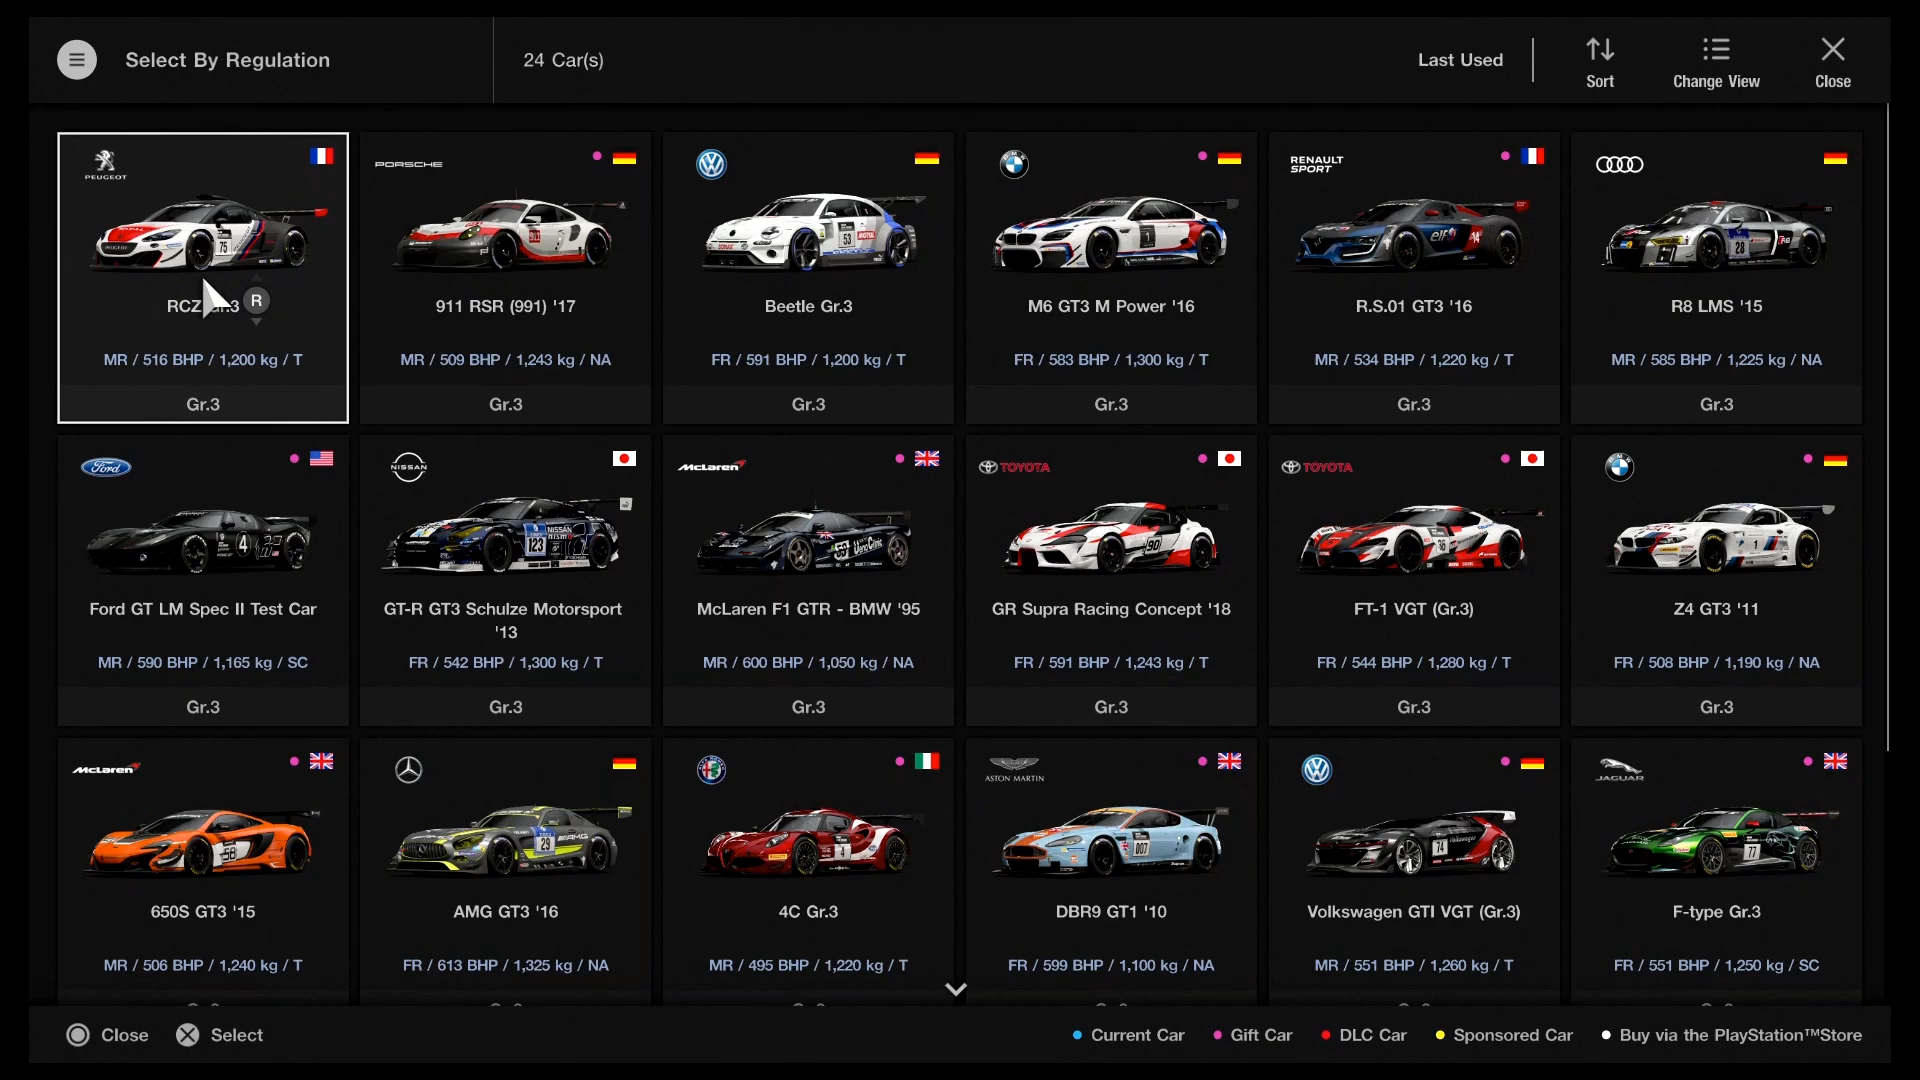 Select By Regulation
24 Car(s)
Last Used
Sort
Change View
Close
PEUGEOT
PORSCHE
RENAULT
SPORT
RCZ Gr.3
R
911 RSR (991) '17
Beetle Gr.3
M6 GT3 M Power '16
R.S.01 GT3 '16
R8 LMS '15
MR / 516 BHP / 1,200 kg / T
MR / 509 BHP / 1,243 kg / NA
FR / 591 BHP / 1,200 kg / T
FR / 583 BHP / 1,300 kg / T
MR / 534 BHP / 1,220 kg / T
MR / 585 BHP / 1,225 kg / NA
Gr.3
Gr.3
Gr.3
Gr.3
Gr.3
Gr.3
Ford
NISSAN
McLaren
TOYOTA
TOYOTA
Ford GT LM Spec II Test Car
GT-R GT3 Schulze Motorsport
'13
McLaren F1 GTR - BMW '95
GR Supra Racing Concept '18
FT-1 VGT (Gr.3)
Z4 GT3 '11
MR / 590 BHP / 1,165 kg / SC
FR / 542 BHP / 1,300 kg / T
MR / 600 BHP / 1,050 kg / NA
FR / 591 BHP / 1,243 kg / T
FR / 544 BHP / 1,280 kg / T
FR / 508 BHP / 1,190 kg / NA
Gr.3
Gr.3
Gr.3
Gr.3
Gr.3
Gr.3
McLaren
ASTON MARTIN
JAGUAR
650S GT3 '15
AMG GT3 '16
4C Gr.3
DBR9 GT1 '10
Volkswagen GTI VGT (Gr.3)
F-type Gr.3
MR / 506 BHP / 1,240 kg / T
FR / 613 BHP / 1,325 kg / NA
MR / 495 BHP / 1,220 kg / T
FR / 599 BHP / 1,100 kg / NA
MR / 551 BHP / 1,260 kg / T
FR / 551 BHP / 1,250 kg / SC
Close
Select
Current Car
Gift Car
DLC Car
Sponsored Car
Buy via the PlayStation™Store